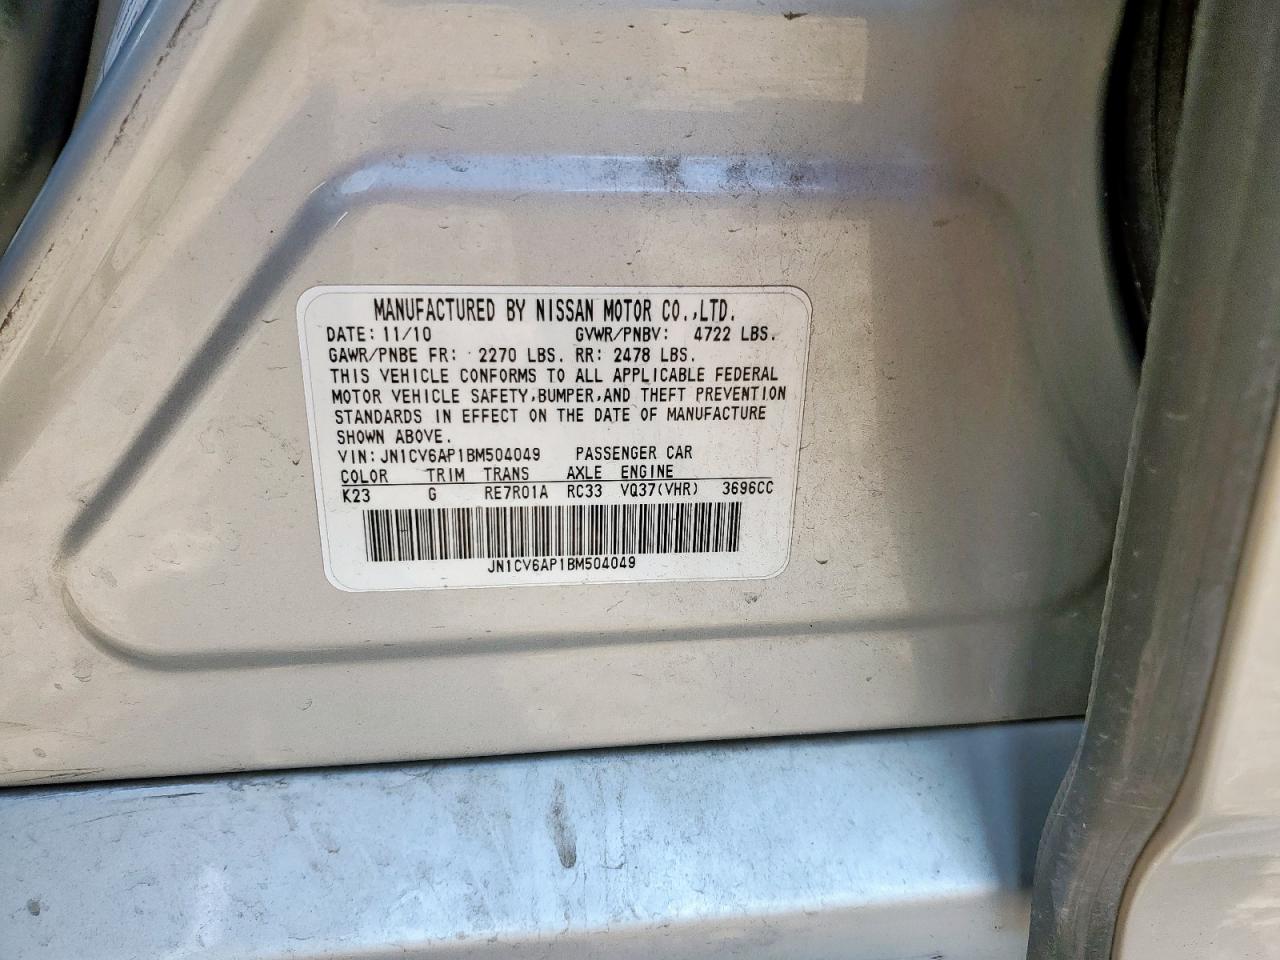 MANUFACTURED BY NISSAN MOTOR CO.,LTD.
DATE: 11/10 GVWR/PNBV: 4722 LBS.
GAWR/PNBE FR: 2270 LBS. RR: 2478 LBS.
THIS VEHICLE CONFORMS TO ALL APPLICABLE FEDERAL
MOTOR VEHICLE SAFETY,BUMPER,AND THEFT PREVENTION
STANDARDS IN EFFECT ON THE DATE OF MANUFACTURE
SHOWN ABOVE.
VIN: JN1CV6AP1BM504049 PASSENGER CAR
COLOR TRIM TRANS AXLE ENGINE
K23 G RE7R01A RC33 VQ37(VHR) 3696CC
JN1CV6AP1BM504049